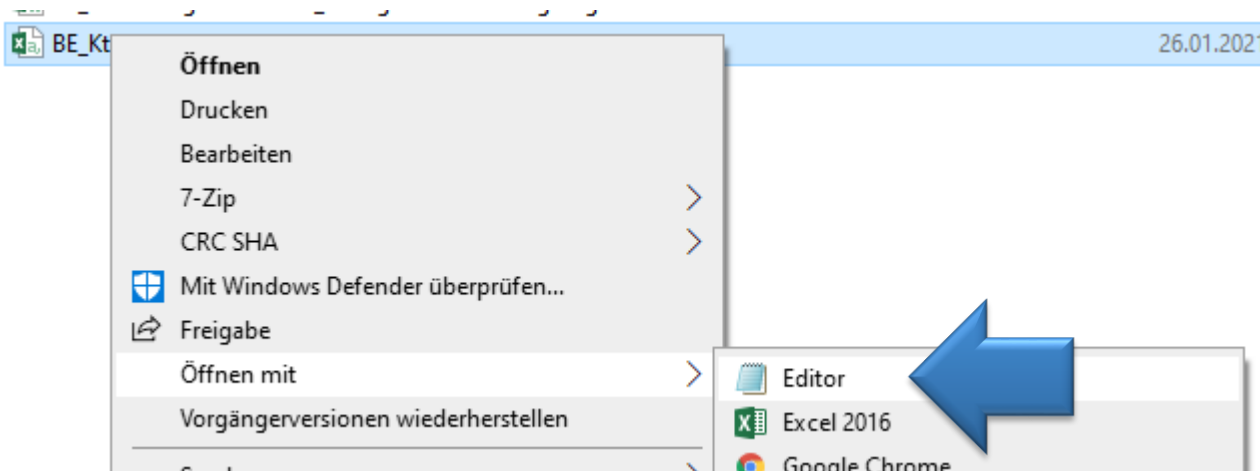 BE_Kt
26.01.2021
Öffnen
Drucken
Bearbeiten
7-Zip
CRC SHA
Mit Windows Defender überprüfen...
Freigabe
Öffnen mit
Editor
Vorgängerversionen wiederherstellen
Excel 2016
Google Chrome